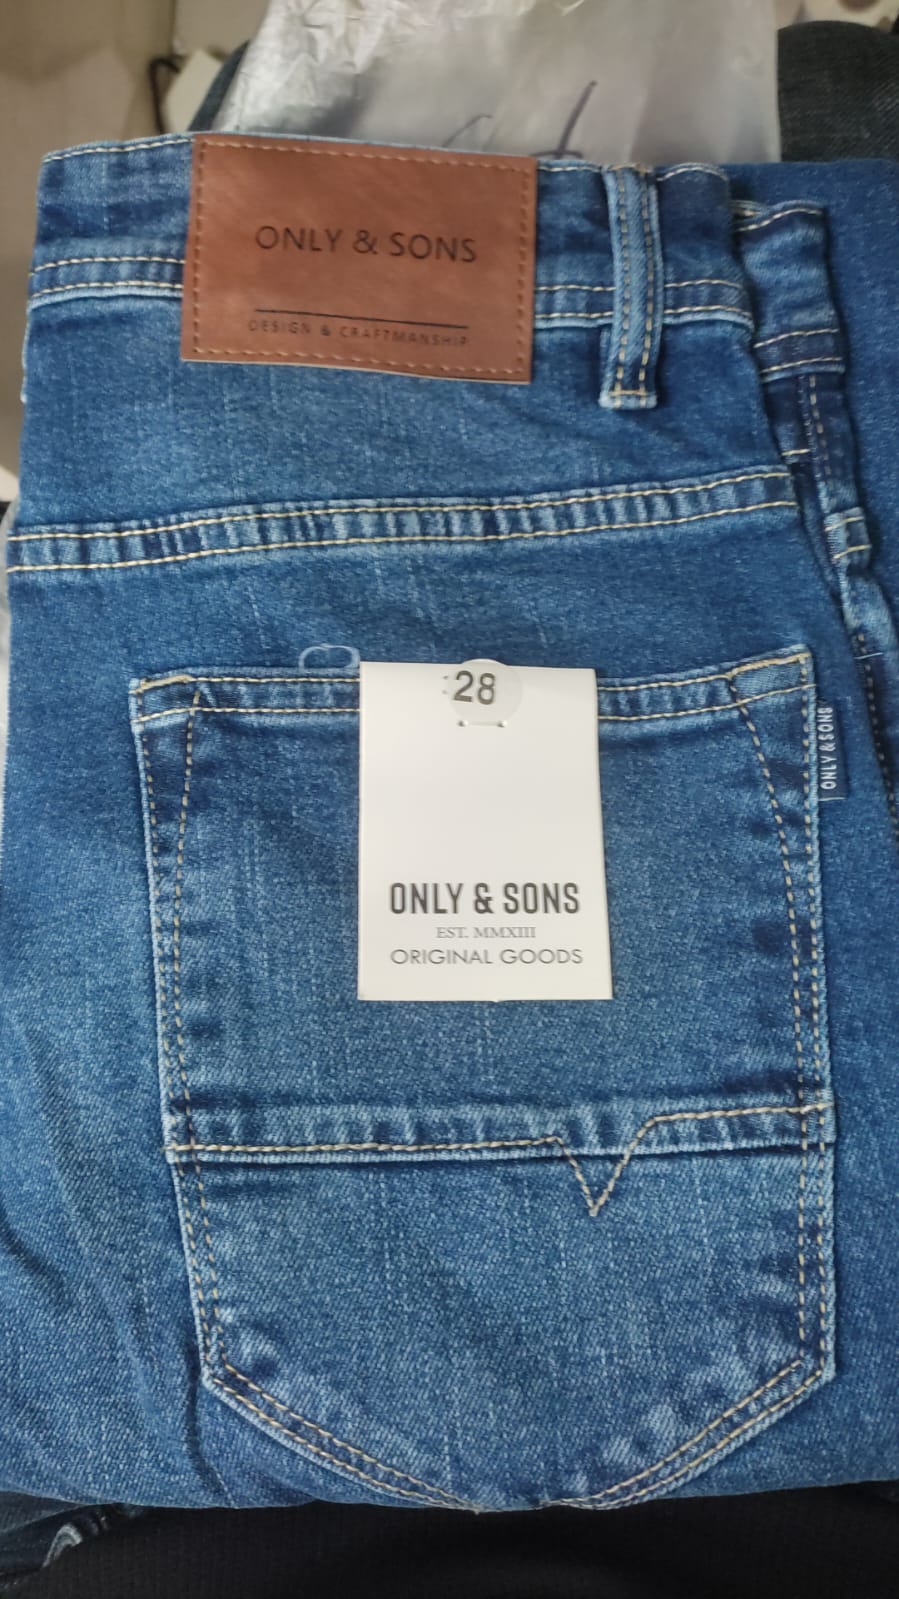 ONLY & SONS
DESIGN & CRAFTMANSHIP
28
ONLY & SONS
ONLY & SONS
EST. MMXIII
ORIGINAL GOODS